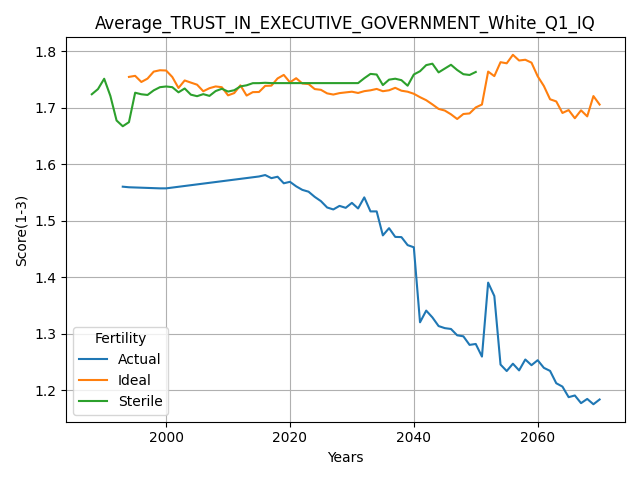 Average_TRUST_IN_EXECUTIVE_GOVERNMENT_White_Q1_IQ
1.8
1.7
1.6
1.5
1.4
1.3
1.2
Score(1-3)
Fertility
Actual
Ideal
Sterile
2000
2020
2040
2060
Years